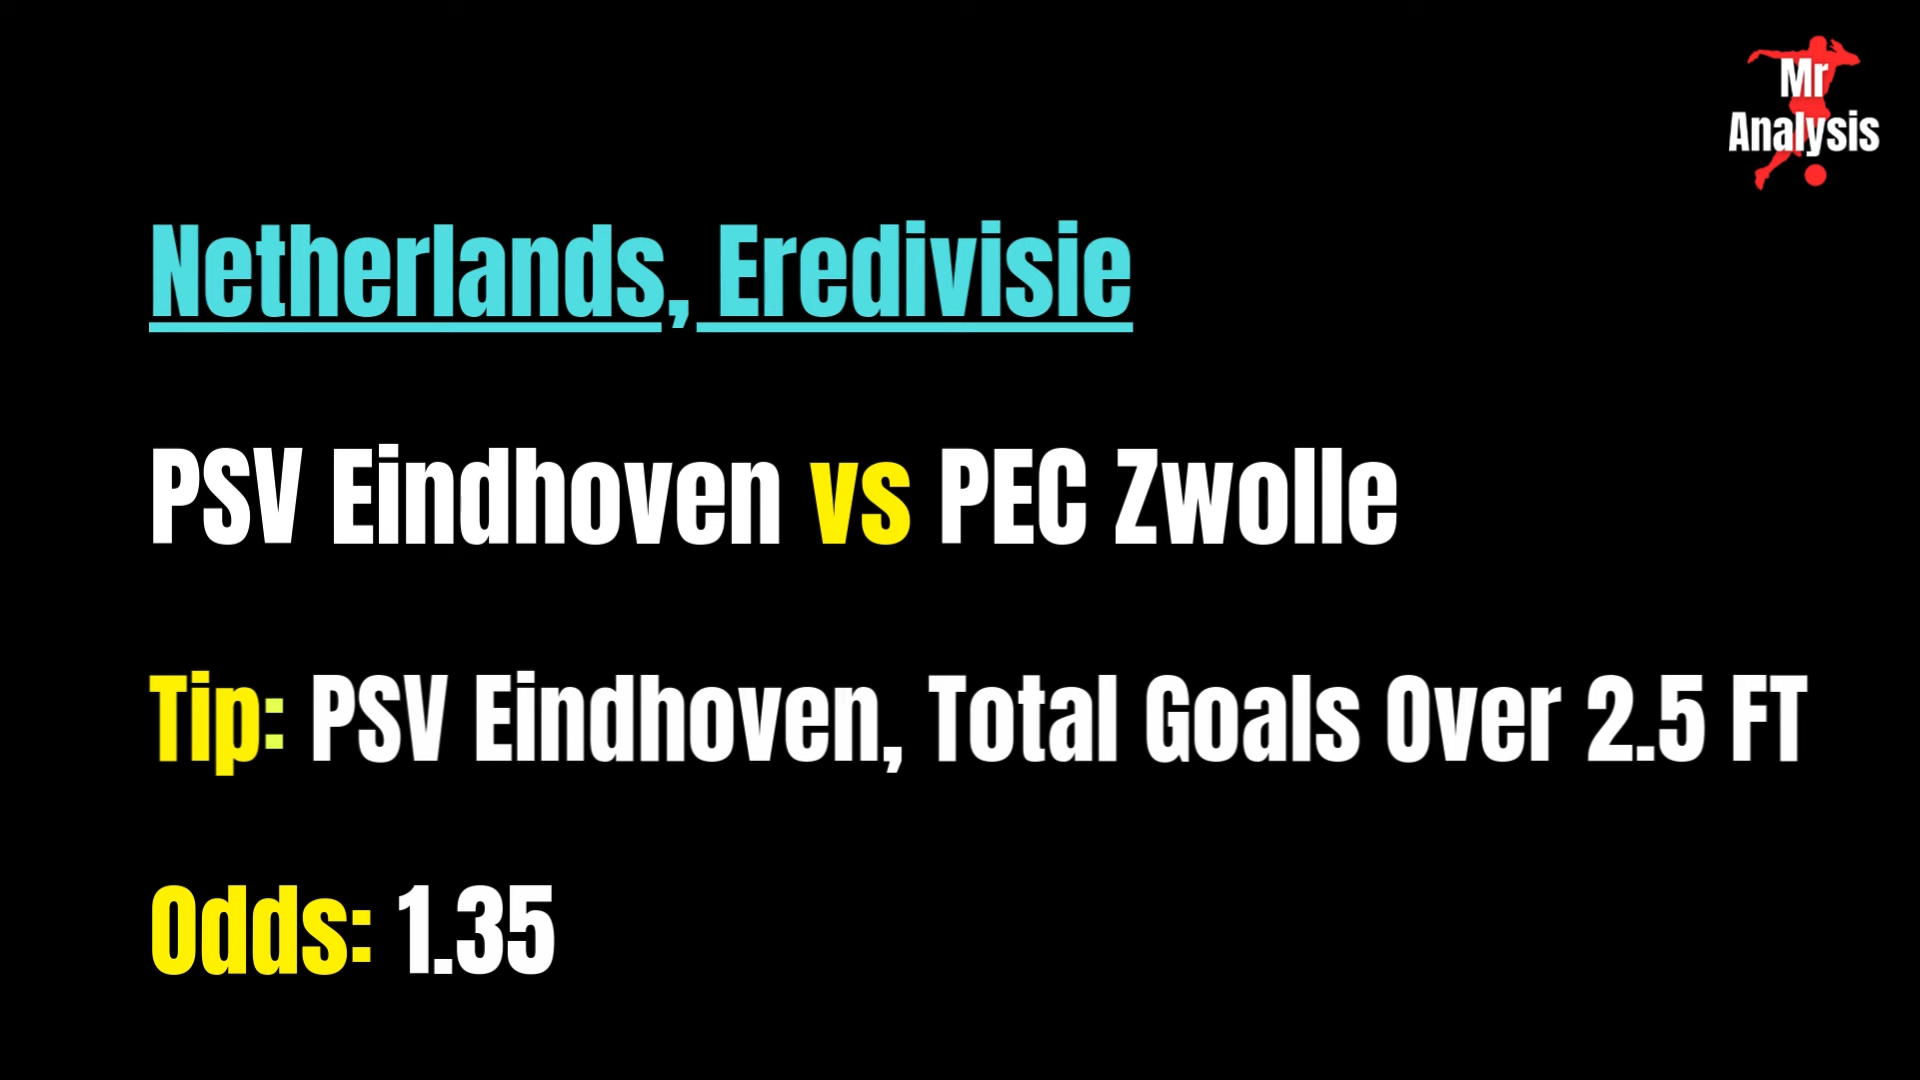 Mr
Analysis
Netherlands, Eredivisie
PSV Eindhoven vs PEC Zwolle
Tip: PSV Eindhoven, Total Goals Over 2.5 FT
Odds: 1.35